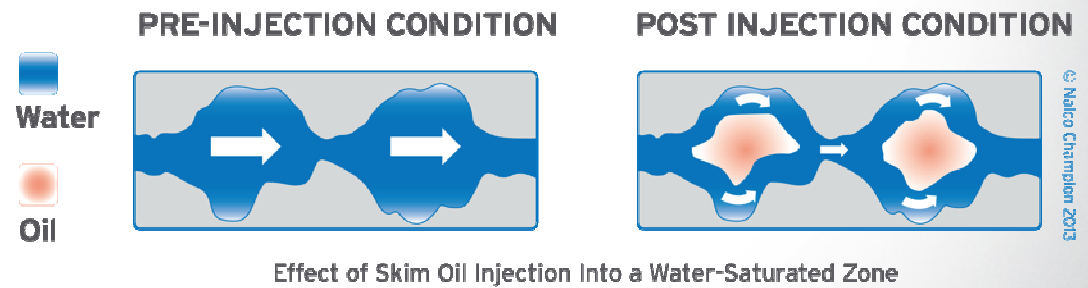 PRE-INJECTION CONDITION
POST INJECTION CONDITION
Water
Oil
© Nalco Champion 2013
Effect of Skim Oil Injection Into a Water-Saturated Zone